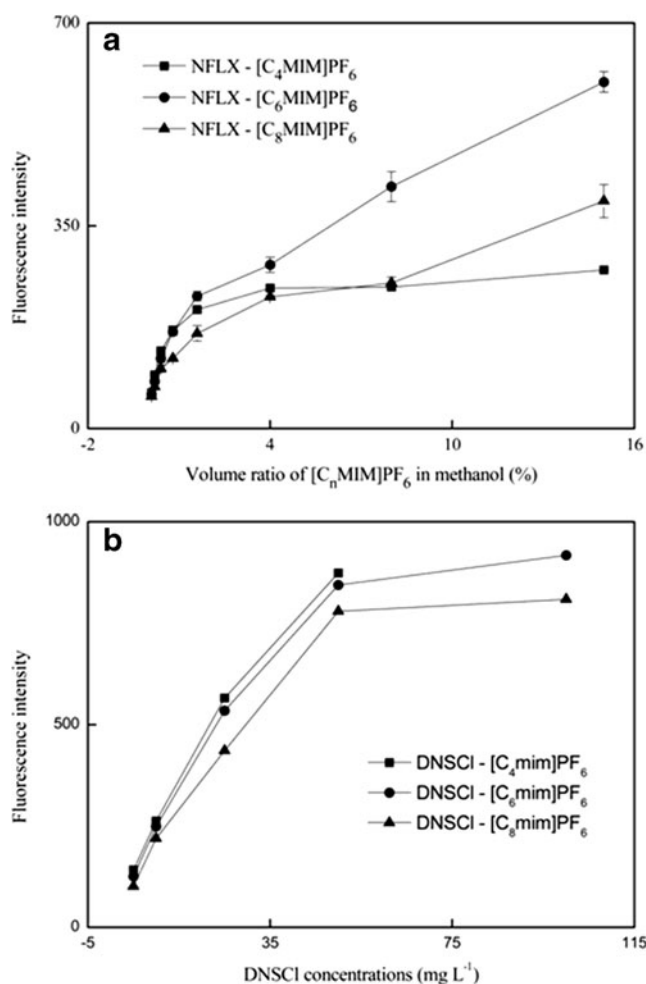 a
700
350
0
NFLX - [C₄MIM]PF₆
NFLX - [C₆MIM]PF₆
NFLX - [C₈MIM]PF₆
Fluorescence intensity
-2 4 10 16
Volume ratio of [CₙMIM]PF₆ in methanol (%)
b
1000
500
0
DNSCl - [C₄mim]PF₆
DNSCl - [C₆mim]PF₆
DNSCl - [C₈mim]PF₆
Fluorescence intensity
-5 35 75 115
DNSCl concentrations (mg L⁻¹)